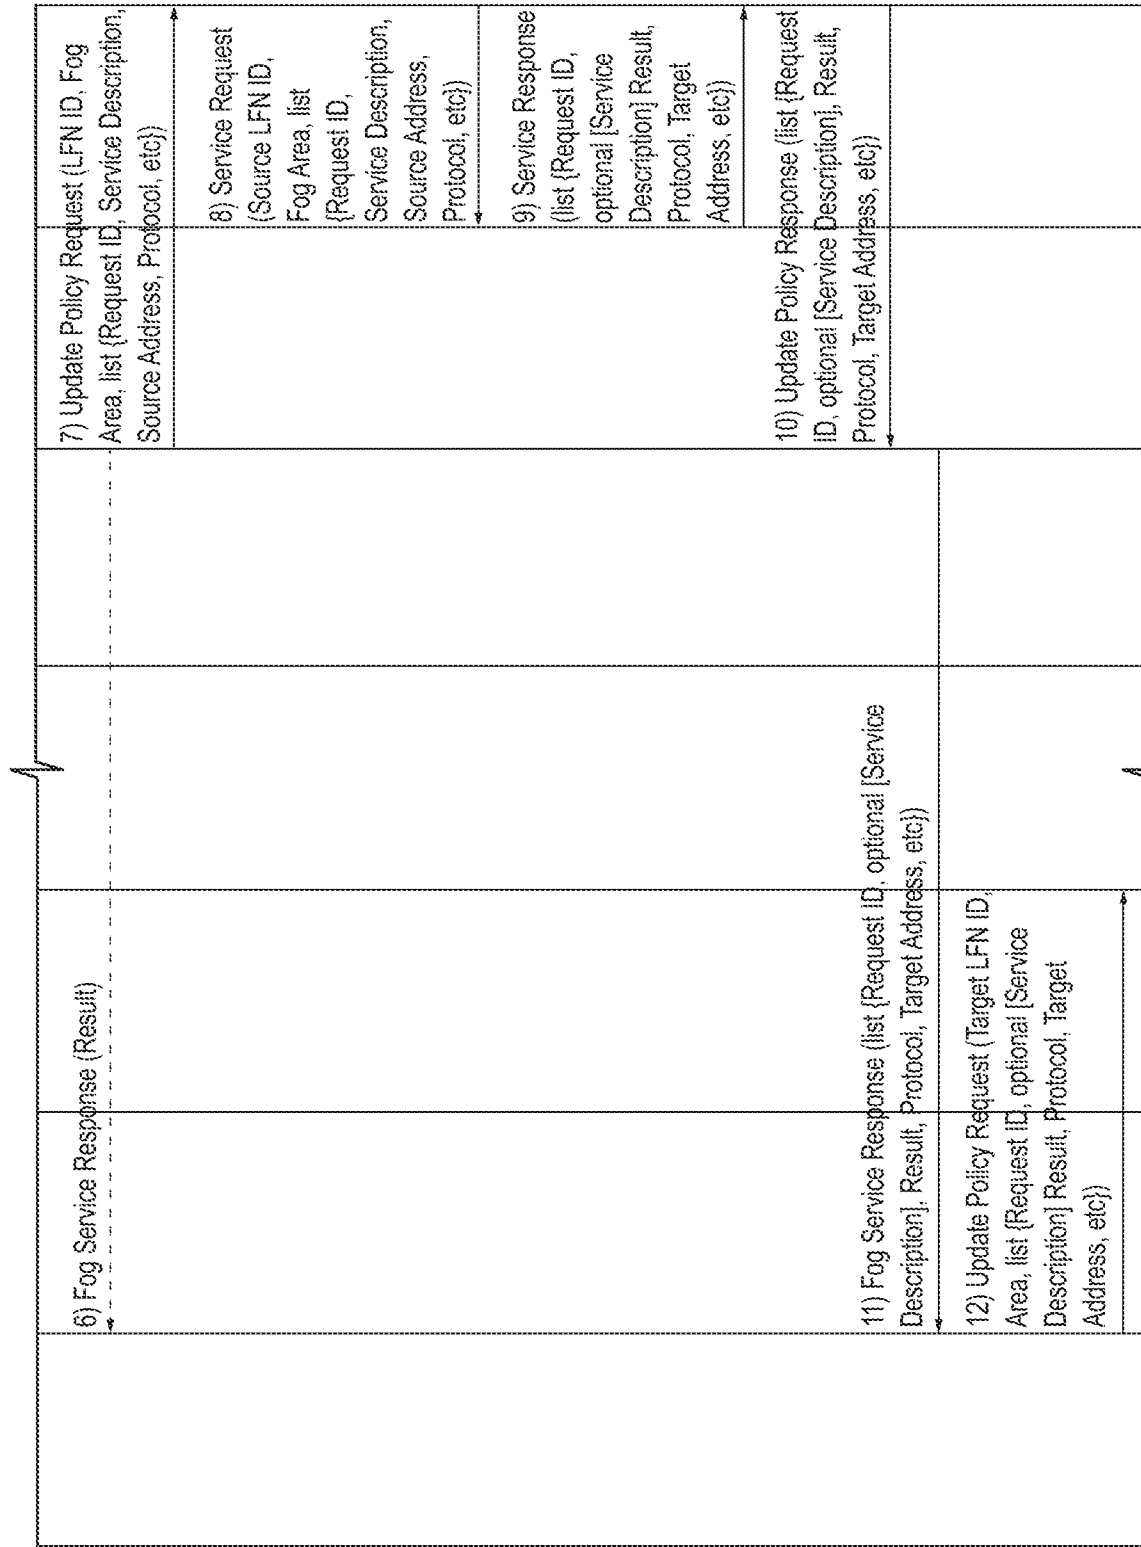 6) Fog Service Response (Result)
7) Update Policy Request (LFN ID, Fog
Area, list {Request ID, Service Description,
Source Address, Protocol, etc})
8) Service Request
(Source LFN ID,
Fog Area, list
{Request ID,
Service Description,
Source Address,
Protocol, etc})
9) Service Response
(list {Request ID,
optional [Service
Description] Result,
Protocol, Target
Address, etc})
10) Update Policy Response (list {Request
ID, optional [Service Description], Result,
Protocol, Target Address, etc})
11) Fog Service Response (list {Request ID, optional [Service
Description], Result, Protocol, Target Address, etc})
12) Update Policy Request (Target LFN ID,
Area, list {Request ID, optional [Service
Description] Result, Protocol, Target
Address, etc})